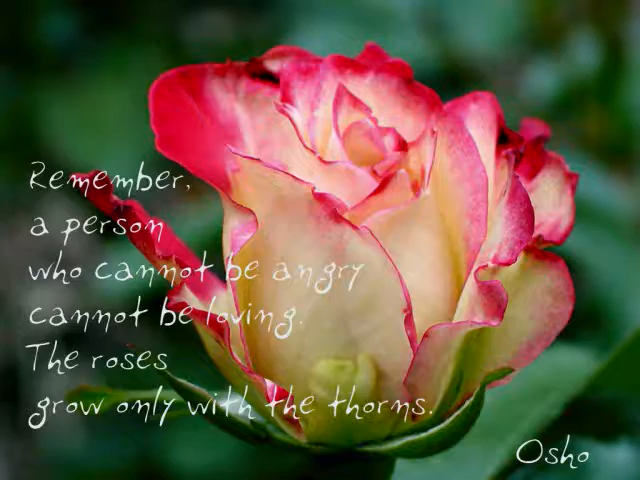 Remember,
a person
who cannot be angry
cannot be loving.
The roses
grow only with the thorns.
Osho